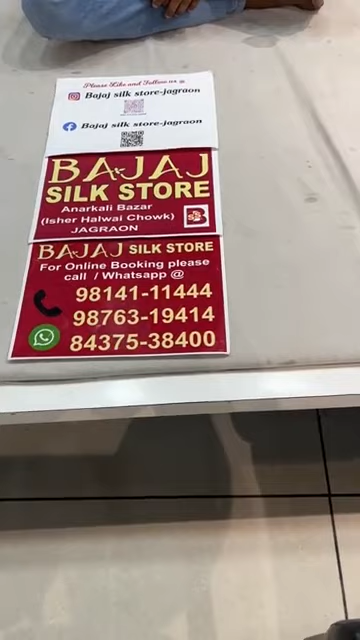 Please Like and Follow us
Bajaj silk store-jagraon
Bajaj silk store-jagraon
BAJAJ
SILK STORE
Anarkali Bazar
(Isher Halwai Chowk)
JAGRAON
BAJAJ SILK STORE
For Online Booking please
call / Whatsapp @
98141-11444
98763-19414
84375-38400